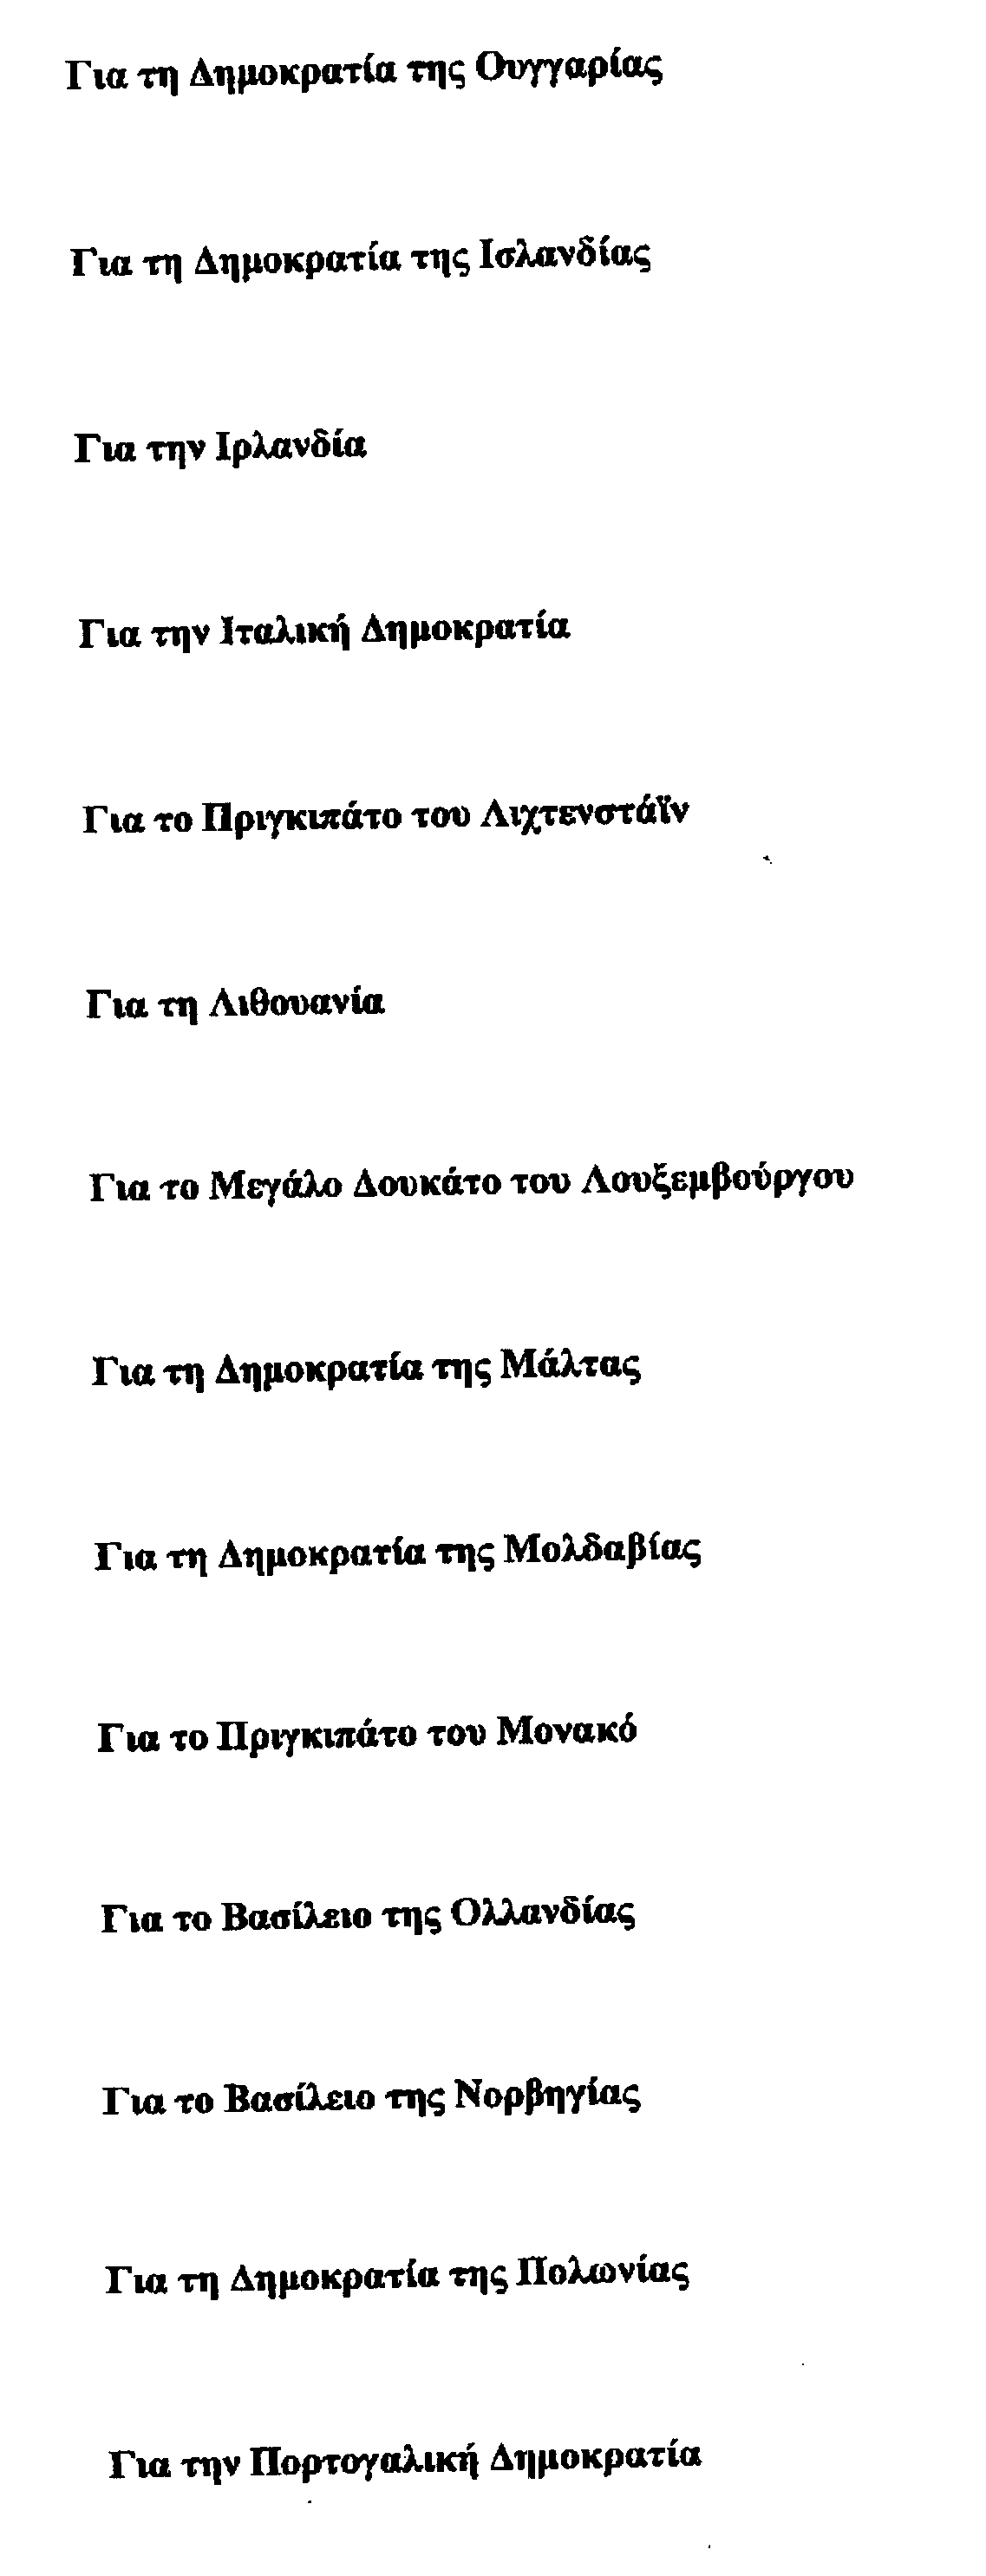 Για τη Δημοκρατία της Ουγγαρίας
Για τη Δημοκρατία της Ισλανδίας
Για την Ιρλανδία
Για την Ιταλική Δημοκρατία
Για το Πριγκιπάτο του Λιχτενστάϊν
Για τη Λιθουανία
Για το Μεγάλο Δουκάτο του Λουξεμβούργου
Για τη Δημοκρατία της Μάλτας
Για τη Δημοκρατία της Μολδαβίας
Για το Πριγκιπάτο του Μονακό
Για το Βασίλειο της Ολλανδίας
Για το Βασίλειο της Νορβηγίας
Για τη Δημοκρατία της Πολωνίας
Για την Πορτογαλική Δημοκρατία